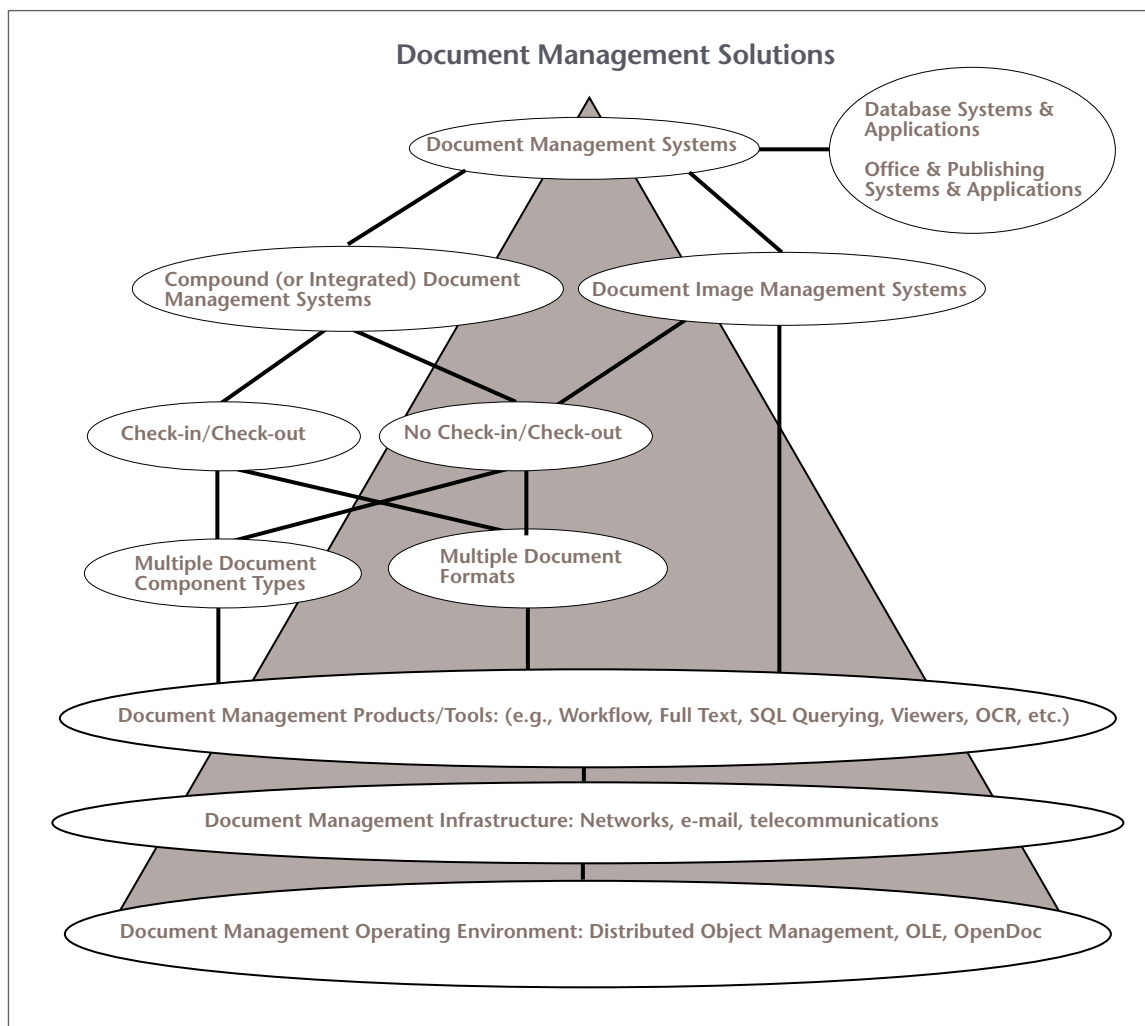 Document Management Solutions
Document Management Systems
Database Systems &
Applications
Office & Publishing
Systems & Applications
Compound (or Integrated) Document
Management Systems
Document Image Management Systems
Check-in/Check-out
No Check-in/Check-out
Multiple Document
Component Types
Multiple Document
Formats
Document Management Products/Tools: (e.g., Workflow, Full Text, SQL Querying, Viewers, OCR, etc.)
Document Management Infrastructure: Networks, e-mail, telecommunications
Document Management Operating Environment: Distributed Object Management, OLE, OpenDoc